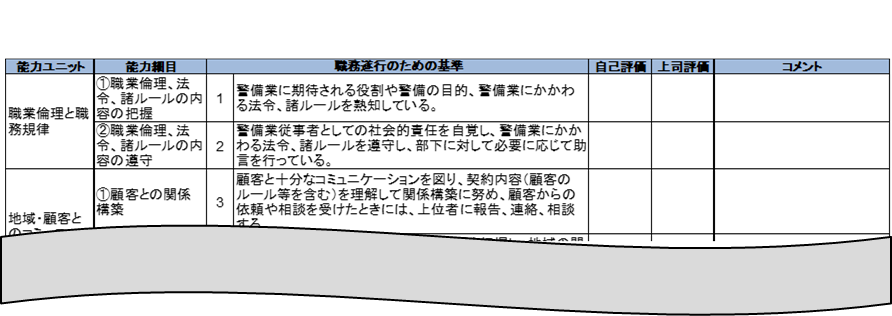 能力ユニット 能力細目 職務遂行のための基準 自己評価 上司評価 コメント
職業倫理と職
務規律
①職業倫理、法
令、諸ルールの内
容の把握
1
警備業に期待される役割や警備の目的、警備業にかかわ
る法令、諸ルールを熟知している。
②職業倫理、法
令、諸ルールの内
容の遵守
2
警備業従事者としての社会的責任を自覚し、警備業にかか
わる法令、諸ルールを遵守し、部下に対して必要に応じて助
言を行っている。
地域・顧客と
①顧客との関係
構築
3
顧客と十分なコミュニケーションを図り、契約内容（顧客の
ルール等を含む）を理解して関係構築に努め、顧客からの
依頼や相談を受けたときには、上位者に報告、連絡、相談
する。